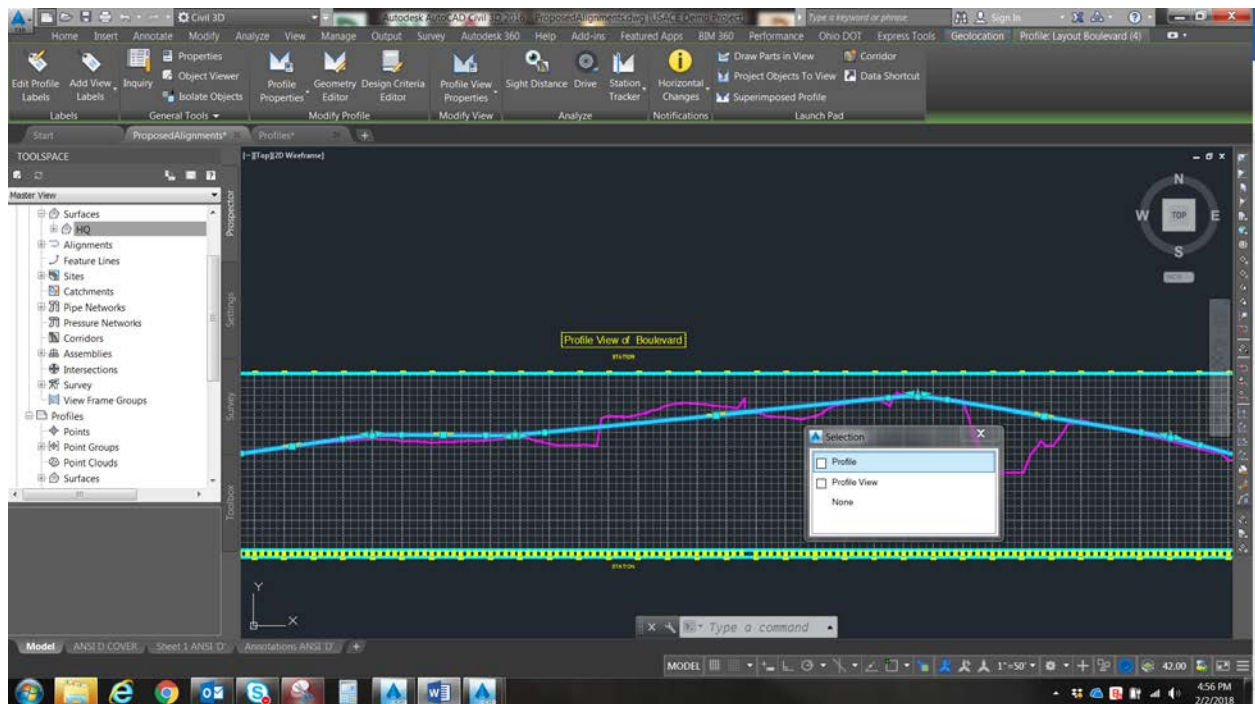 Civil 3D
Autodesk AutoCAD Civil 3D 2016 ProposedAlignments.dwg [USACE Demo Project]
Type a keyword or phrase
Sign In
Home Insert Annotate Modify Analyze View Manage Output Survey Autodesk 360 Help Add-ins Featured Apps BIM 360 Performance Ohio DOT Express Tools Geolocation Profile: Layout Boulevard (4)
Edit Profile Labels
Add View Labels
Inquiry
Properties
Object Viewer
Isolate Objects
Profile Properties
Geometry Editor
Design Criteria Editor
Profile View Properties
Sight Distance
Drive
Station Tracker
Horizontal Changes
Draw Parts in View
Project Objects To View
Superimposed Profile
Corridor
Data Shortcut
Labels
General Tools
Modify Profile
Modify View
Analyze
Notifications
Launch Pad
Start
ProposedAlignments*
Profiles*
TOOLSPACE
Master View
Surfaces
HQ
Alignments
Feature Lines
Sites
Catchments
Pipe Networks
Pressure Networks
Corridors
Assemblies
Intersections
Survey
View Frame Groups
Profiles
Points
Point Groups
Point Clouds
Surfaces
Prospector
Settings
Survey
Toolbox
[-][Top][2D Wireframe]
N
W
TOP
E
S
Profile View of Boulevard
STATION
Selection
X
Profile
Profile View
None
STATION
Y
X
Type a command
Model
ANSI D COVER
Sheet 1 ANSI 'D'
Annotations ANSI 'D'
MODEL
1"=50'
42.00
4:56 PM
2/2/2018